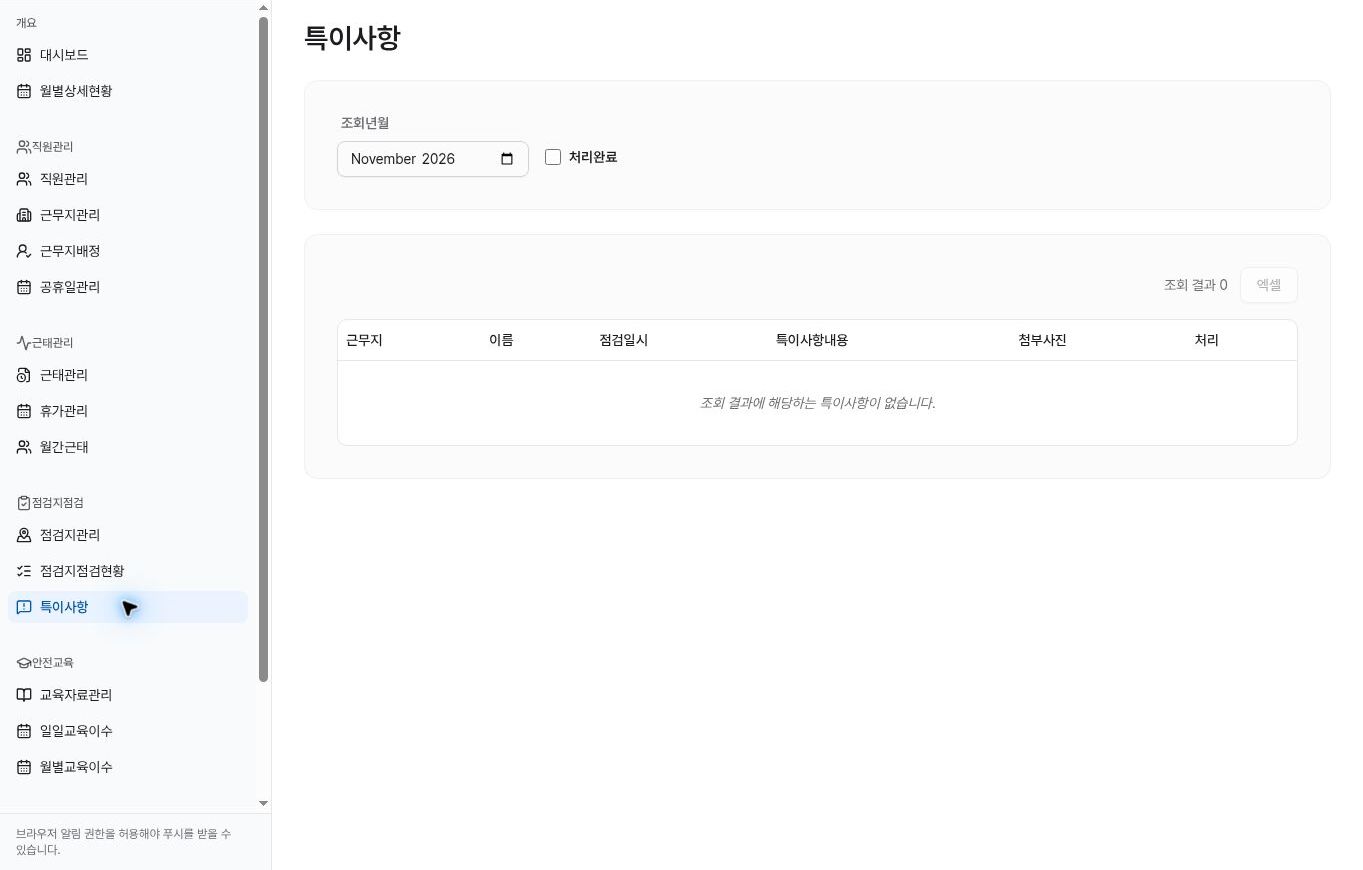 개요
대시보드
월별상세현황
직원관리
직원관리
근무지관리
근무지배정
공휴일관리
근태관리
근태관리
휴가관리
월간근태
점검지점검
점검지관리
점검지점검현황
특이사항
안전교육
교육자료관리
일일교육이수
월별교육이수
브라우저 알림 권한을 허용해야 푸시를 받을 수
있습니다.
특이사항
조회년월
November 2026
처리완료
조회 결과 0 엑셀
근무지 이름 점검일시 특이사항내용 첨부사진 처리
조회 결과에 해당하는 특이사항이 없습니다.